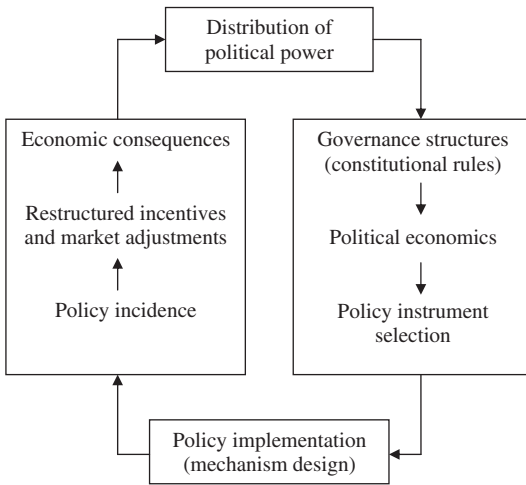 Distribution of
political power
Economic consequences
Restructured incentives
and market adjustments
Policy incidence
Governance structures
(constitutional rules)
Political economics
Policy instrument
selection
Policy implementation
(mechanism design)